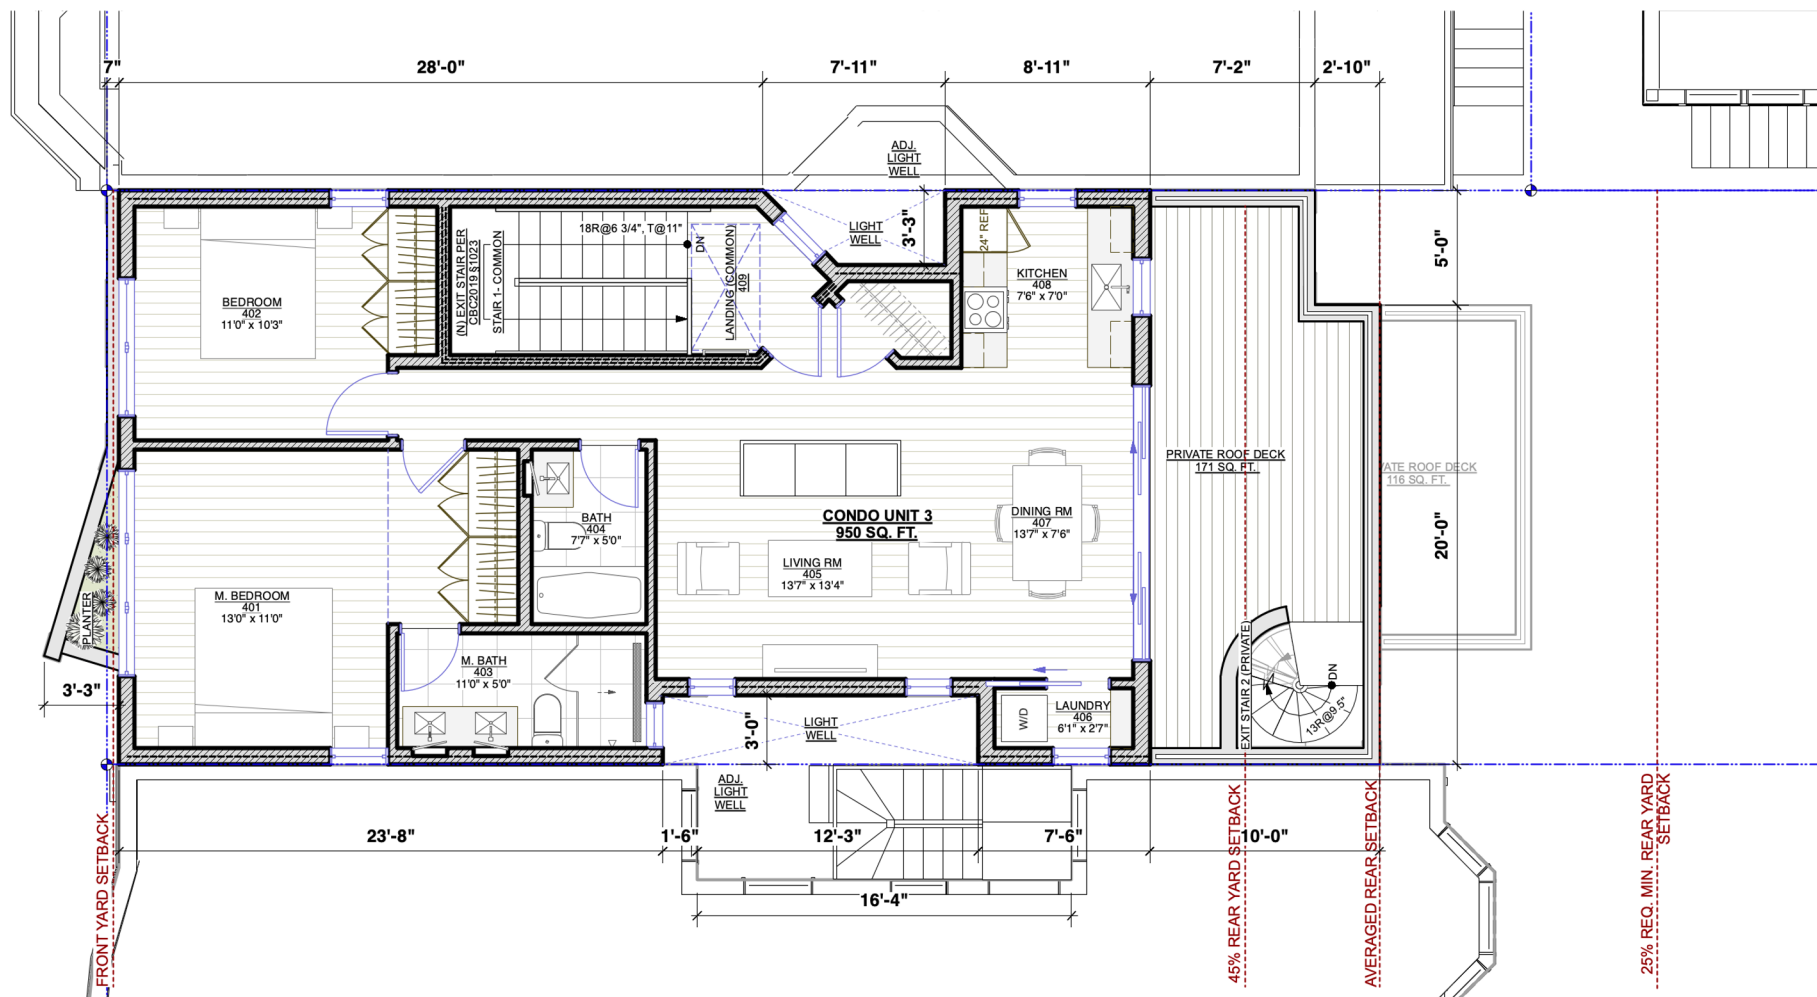 7"
28'-0"
7'-11"
8'-11"
7'-2"
2'-10"
ADJ.
LIGHT
WELL
LIGHT
WELL
3'-3"
5'-0"
20'-0"
BEDROOM
402
11'0" x 10'3"
(N) EXIT STAIR PER
CBC2019 §1023
STAIR 1- COMMON
18R@6 3/4", T@11"
DN
LANDING (COMMON)
409
24" REF
KITCHEN
408
7'6" x 7'0"
PRIVATE ROOF DECK
171 SQ. FT.
VATE ROOF DECK
116 SQ. FT.
CONDO UNIT 3
950 SQ. FT.
DINING RM
407
13'7" x 7'6"
LIVING RM
405
13'7" x 13'4"
BATH
404
7'7" x 5'0"
M. BEDROOM
401
13'0" x 11'0"
PLANTER
M. BATH
403
11'0" x 5'0"
3'-3"
LAUNDRY
406
6'1" x 2'7"
W/D
LIGHT
WELL
3'-0"
EXIT STAIR 2 (PRIVATE)
DN
13R@9.5"
ADJ.
LIGHT
WELL
23'-8"
1'-6"
12'-3"
7'-6"
10'-0"
16'-4"
FRONT YARD SETBACK
45% REAR YARD SETBACK
AVERAGED REAR SETBACK
25% REQ. MIN. REAR YARD
SETBACK